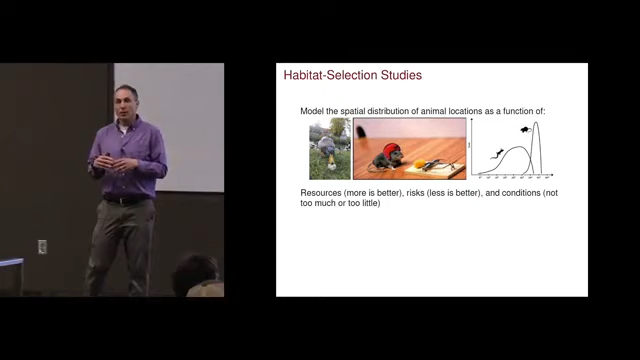 Habitat-Selection Studies
Model the spatial distribution of animal locations as a function of:
Resources (more is better), risks (less is better), and conditions (not
too much or too little)